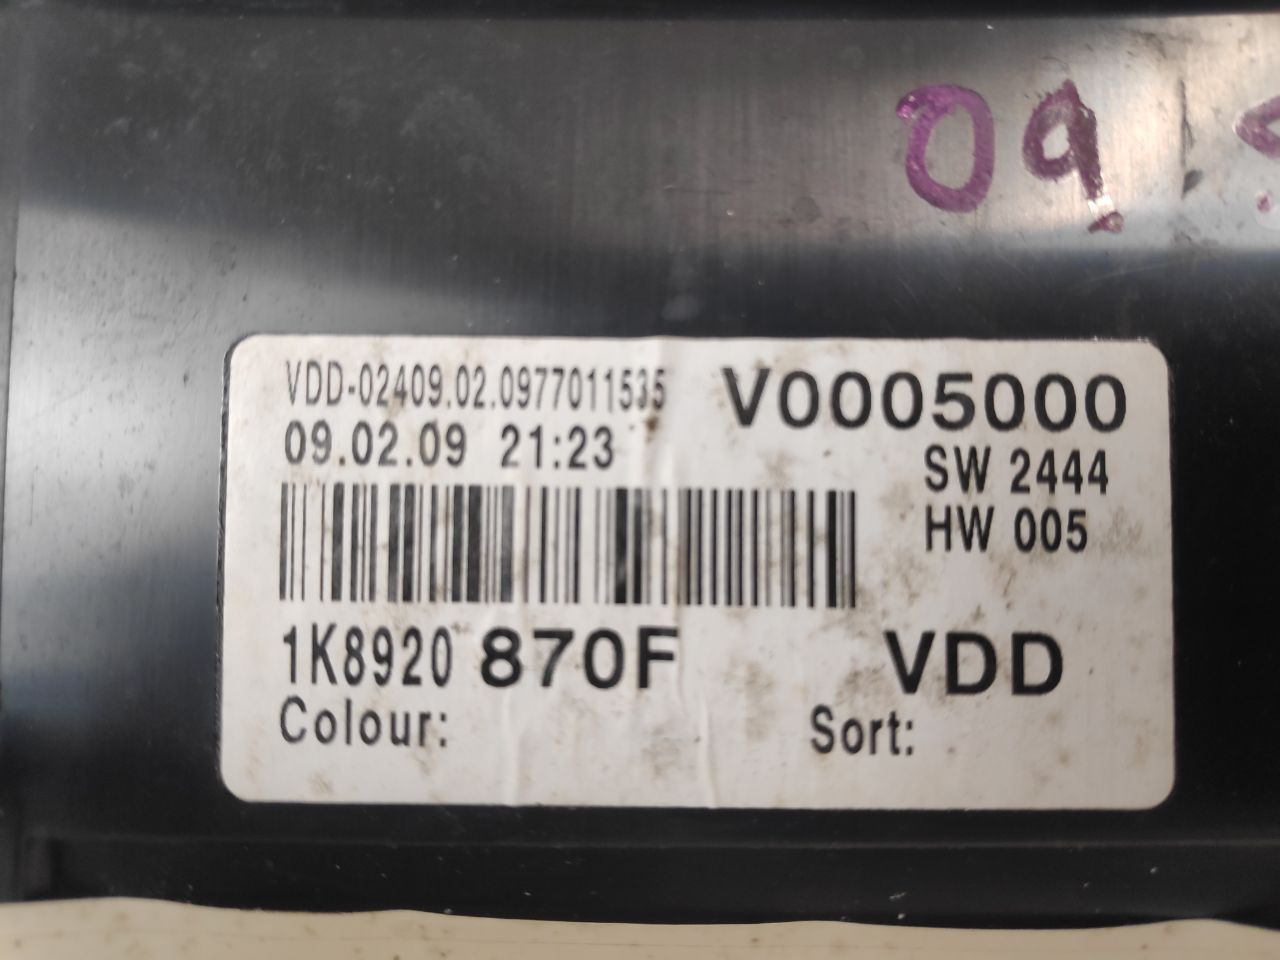 09
VDD-02409.02.0977011535
V0005000
09.02.09 21:23
SW 2444
HW 005
1K8920 870F
VDD
Colour:
Sort: